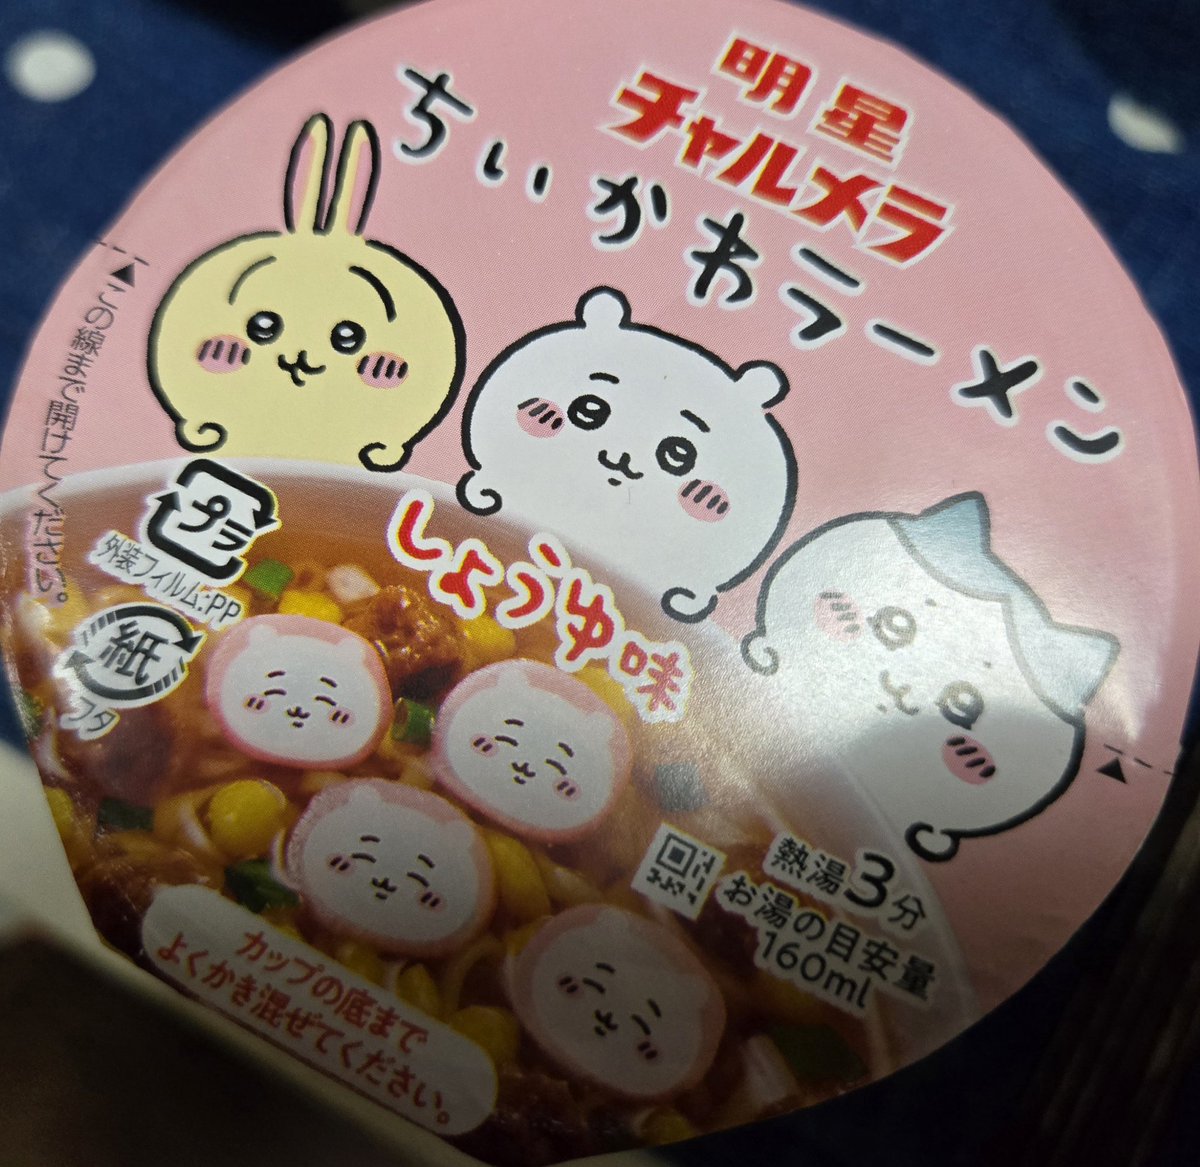 明星
チャルメラ
ちぃかわラーメン
しょうゆ味
この線まで開けてください。
プラ
外装フィルム:PP
紙
フタ
熱湯3分
お湯の目安量
160ml
カップの底まで
よくかき混ぜてください。